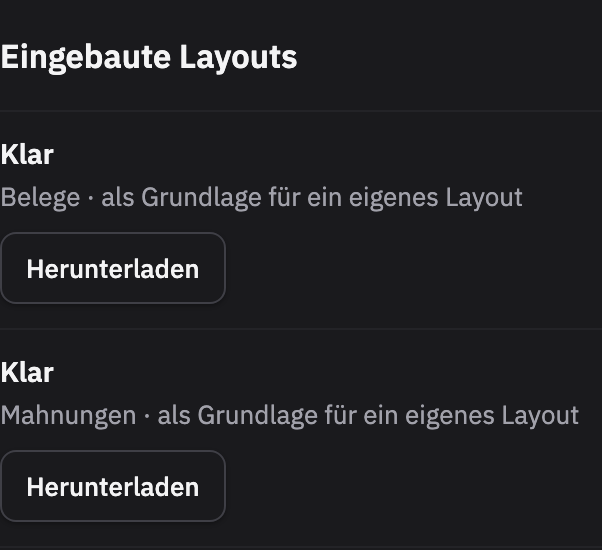 Eingebaute Layouts
Klar
Belege · als Grundlage für ein eigenes Layout
Herunterladen
Klar
Mahnungen · als Grundlage für ein eigenes Layout
Herunterladen